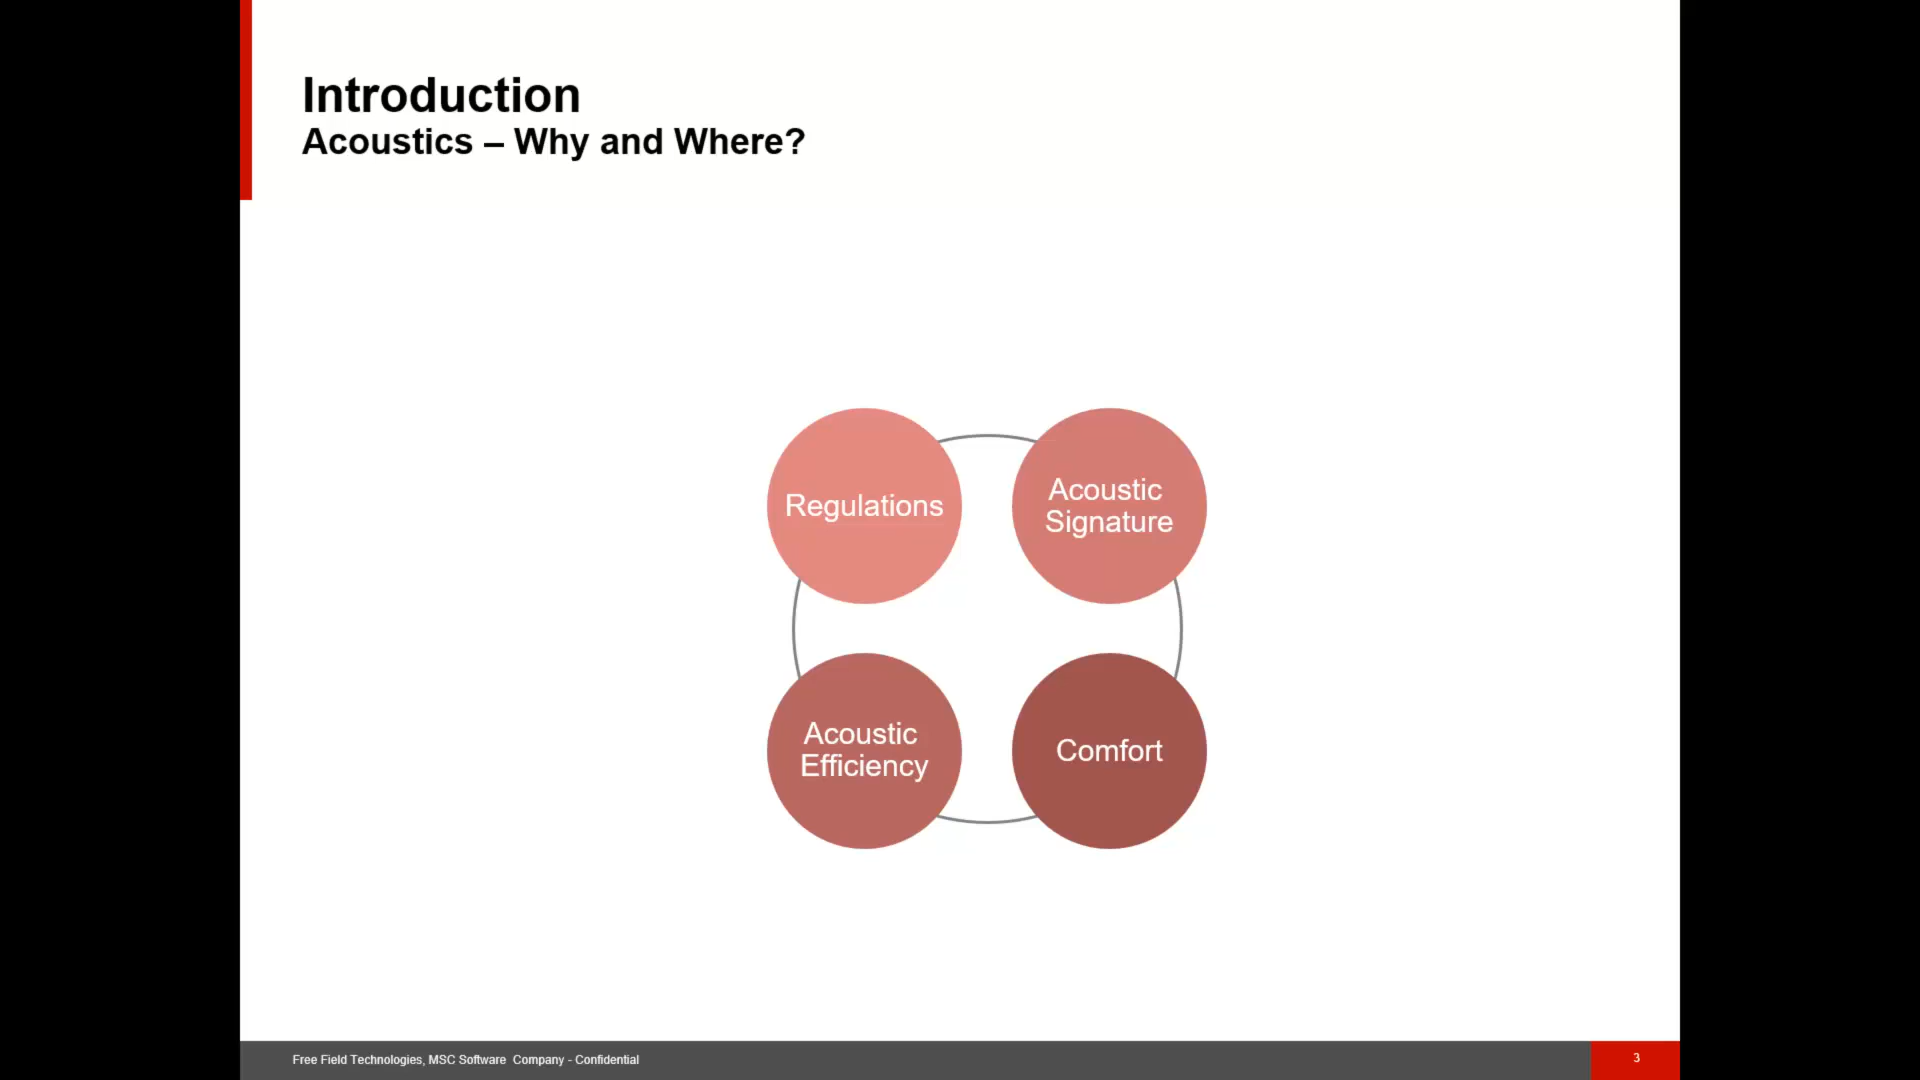 Introduction
Acoustics – Why and Where?
Regulations
Acoustic
Signature
Acoustic
Efficiency
Comfort
Free Field Technologies, MSC Software  Company - Confidential
3